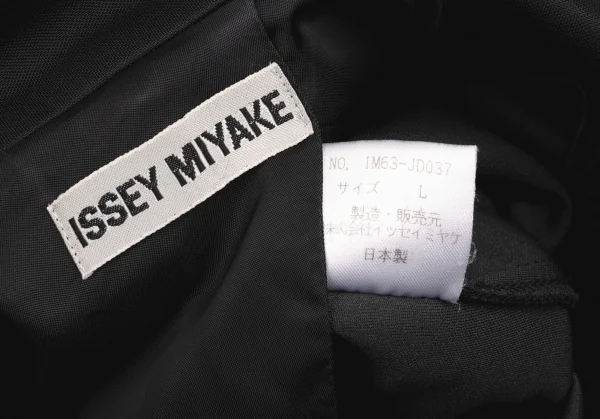 ISSEY MIYAKE
NO. IM63-JD037
サイズ L
製造・販売元
株式会社イッセイミヤケ
日本製